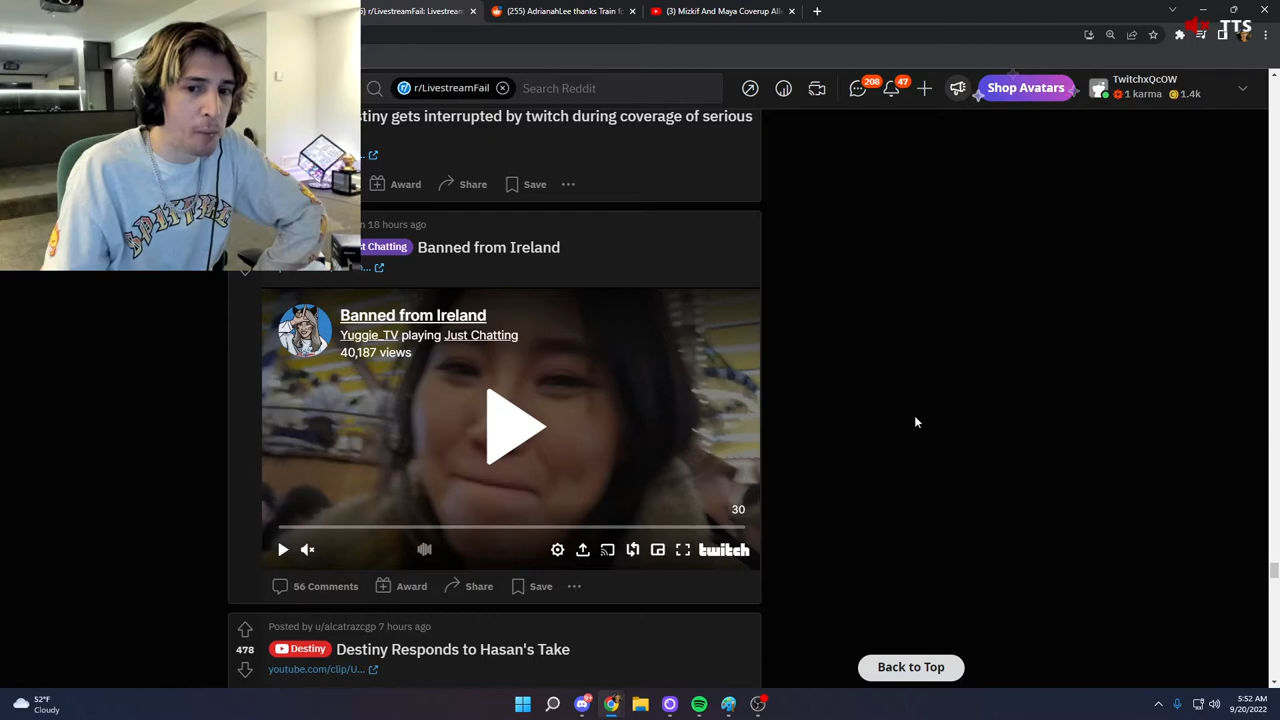 r/LivestreamFail: Livestream
(255) AdrianahLee thanks Train fo
(3) Mizkif And Maya Coverup All
TTS
r/LivestreamFail
Search Reddit
208
47
Shop Avatars
TwitchxQcOW
1 karma
1.4k
tiny gets interrupted by twitch during coverage of serious
...
Award
Share
Save
n 18 hours ago
t Chatting
Banned from Ireland
...
Banned from Ireland
Yuggie_TV playing Just Chatting
40,187 views
30
twitch
56 Comments
Award
Share
Save
Posted by u/alcatrazcgp 7 hours ago
478
Destiny
Destiny Responds to Hasan's Take
youtube.com/clip/U...
Back to Top
SPITFIRE
52°F
Cloudy
5:52 AM
9/20/2022